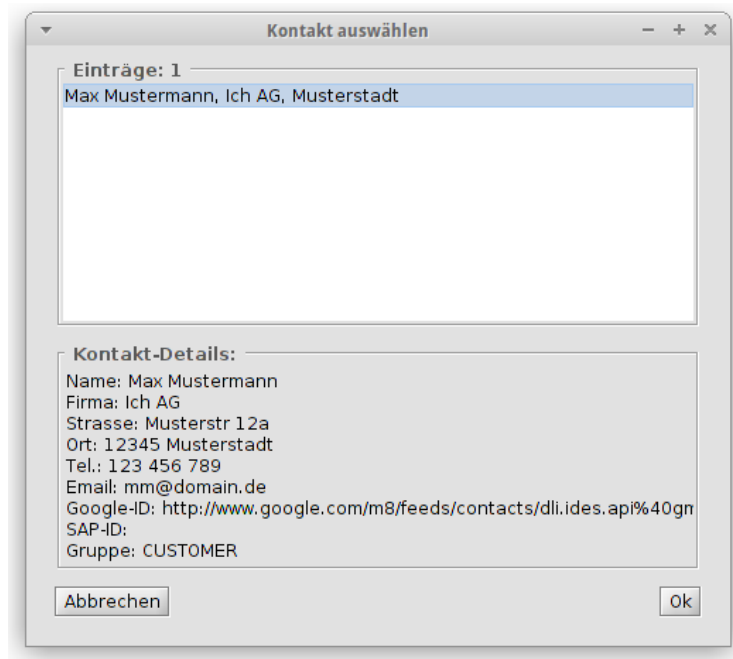 Kontakt auswählen
Einträge: 1
Max Mustermann, Ich AG, Musterstadt
Kontakt-Details:
Name: Max Mustermann
Firma: Ich AG
Strasse: Musterstr 12a
Ort: 12345 Musterstadt
Tel.: 123 456 789
Email: mm@domain.de
Google-ID: http://www.google.com/m8/feeds/contacts/dli.ides.api%40gm
SAP-ID:
Gruppe: CUSTOMER
Abbrechen
Ok